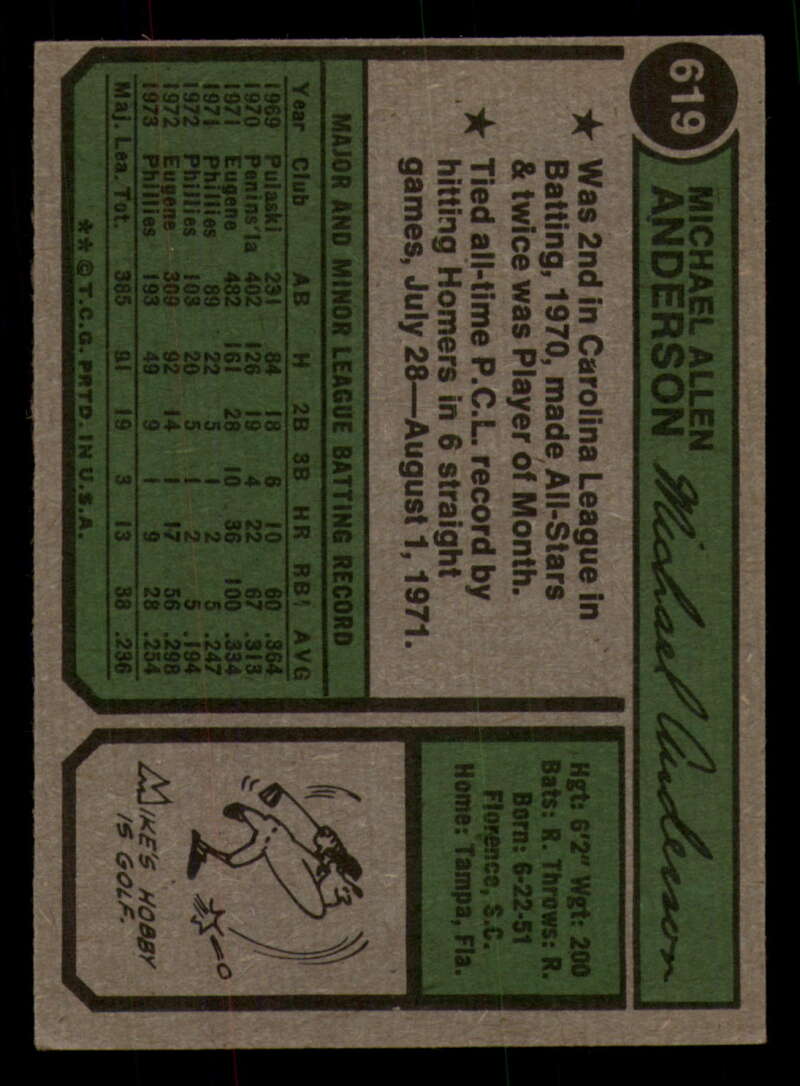 619
MICHAEL ALLEN
ANDERSON
Michael Anderson
★ Was 2nd in Carolina League in
Batting, 1970, made All-Stars
& twice was Player of Month.
★ Tied all-time P.C.L. record by
hitting Homers in 6 straight
games, July 28—August 1, 1971.
Hgt: 6'2" Wgt: 200
Bats: R. Throws: R.
Born: 6-22-51
Florence, S.C.
Home: Tampa, Fla.
MAJOR AND MINOR LEAGUE BATTING RECORD
Year Club AB H 2B 3B HR RBI AVG
1969 Pulaski 231 84 18 6 10 60 .364
1970 Penins'la 402 126 19 4 22 67 .313
1971 Eugene 482 161 28 10 36 100 .334
1971 Phillies 89 22 5 1 2 5 .247
1972 Phillies 103 20 5 1 2 5 .194
1972 Eugene 309 92 14 1 17 56 .298
1973 Phillies 193 49 9 1 9 28 .254
Maj. Lea. Tot. 385 91 19 3 13 38 .236
** © T.C.G. PRTD. IN U.S.A.
MIKE'S HOBBY
IS GOLF.